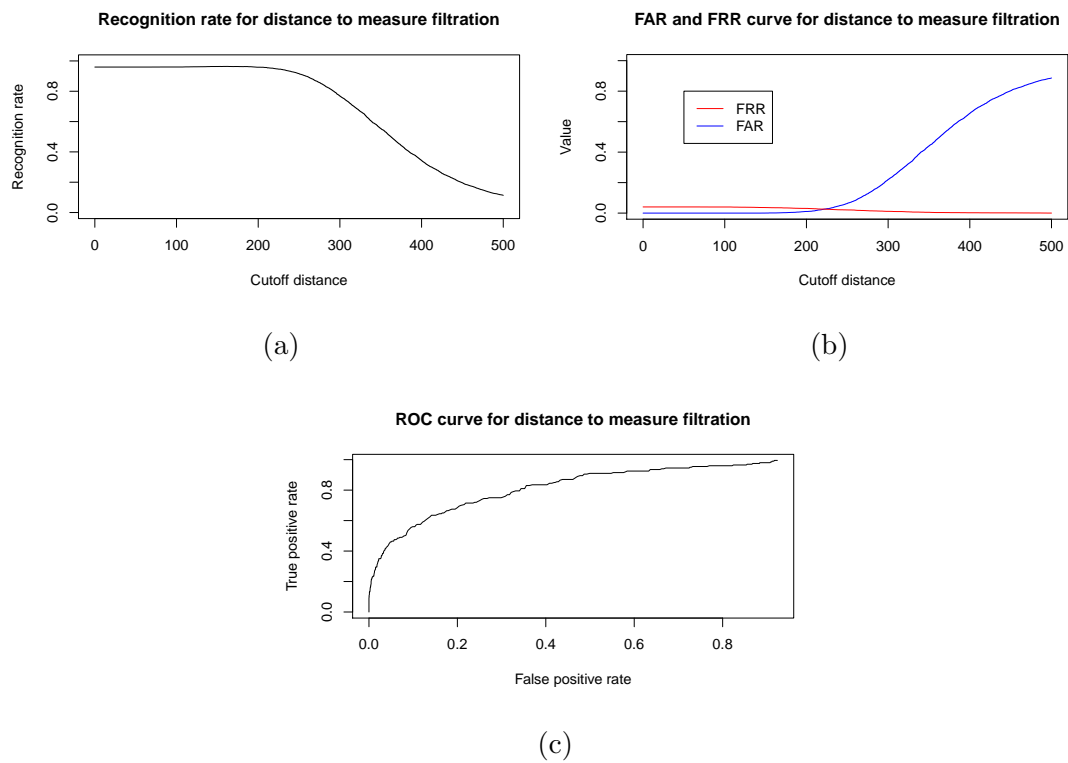 Recognition rate for distance to measure filtration
Recognition rate
0.0
0.4
0.8
0 100 200 300 400 500
Cutoff distance
(a)
FAR and FRR curve for distance to measure filtration
Value
0.0
0.4
0.8
FRR
FAR
0 100 200 300 400 500
Cutoff distance
(b)
ROC curve for distance to measure filtration
True positive rate
0.0
0.4
0.8
0.0 0.2 0.4 0.6 0.8
False positive rate
(c)